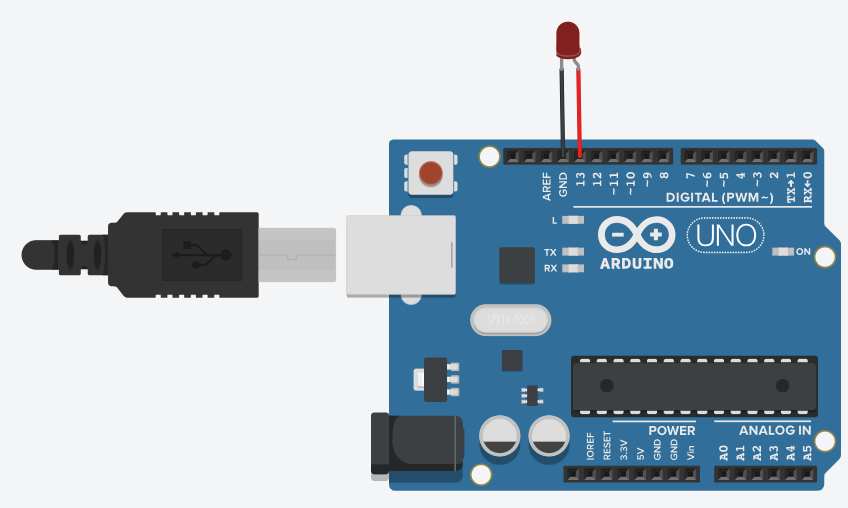 AREF
GND
13
12
~11
~10
~9
8
7
~6
~5
4
~3
2
TX→1
RX←0
DIGITAL (PWM~)
L
TX
RX
ARDUINO
UNO
ON
SPK16.000G
POWER
ANALOG IN
IOREF
RESET
3.3V
5V
GND
GND
Vin
A0
A1
A2
A3
A4
A5